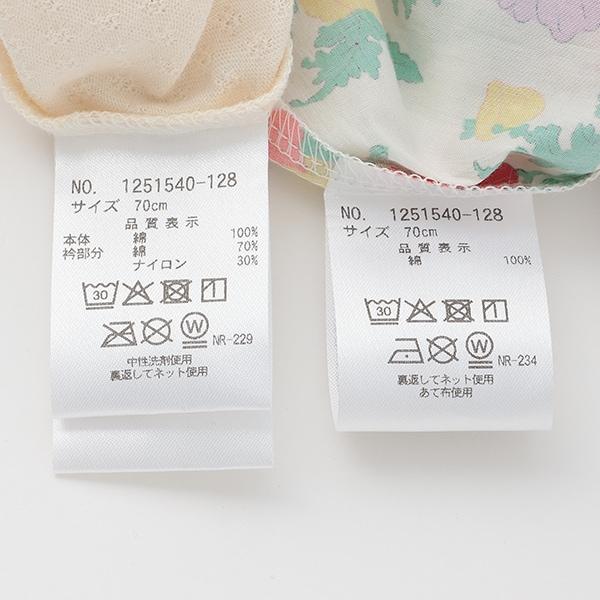 NO. 1251540-128
サイズ 70cm
品質表示
本体 綿 100%
衿部分 綿 70%
ナイロン 30%
30
W
NR-229
中性洗剤使用
裏返してネット使用
NO. 1251540-128
サイズ 70cm
品質表示
綿 100%
30
W
NR-234
裏返してネット使用
あて布使用